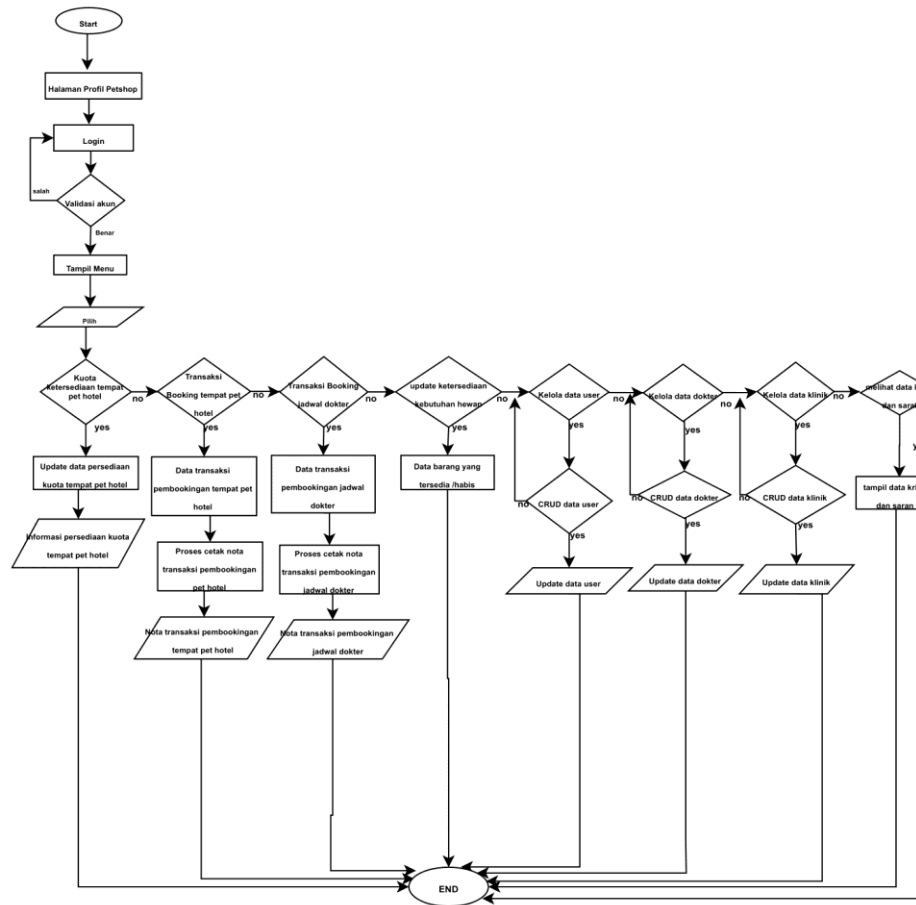 Start
Halaman Profil Petshop
Login
salah
Validasi akun
Benar
Tampil Menu
Pilih
Kuota
ketersediaan tempat
pet hotel
no
yes
Transaksi
Booking tempat pet
hotel
no
yes
Transaksi Booking
jadwal dokter
no
yes
update ketersediaan
kebutuhan hewan
no
yes
Kelola data user
no
yes
Kelola data dokter
no
yes
Kelola data klinik
no
yes
melihat data
dan saran
Update data persediaan
kuota tempat pet hotel
Data transaksi
pembookingan tempat pet
hotel
Data transaksi
pembookingan jadwal
dokter
Data barang yang
tersedia /habis
CRUD data user
no
yes
CRUD data dokter
no
yes
CRUD data klinik
no
yes
tampil data
dan saran
Informasi persediaan kuota
tempat pet hotel
Proses cetak nota
transaksi pembookingan
pet hotel
Proses cetak nota
transaksi pembookingan
jadwal dokter
Update data user
Update data dokter
Update data klinik
Nota transaksi pembookingan
tempat pet hotel
Nota transaksi pembookingan
jadwal dokter
END